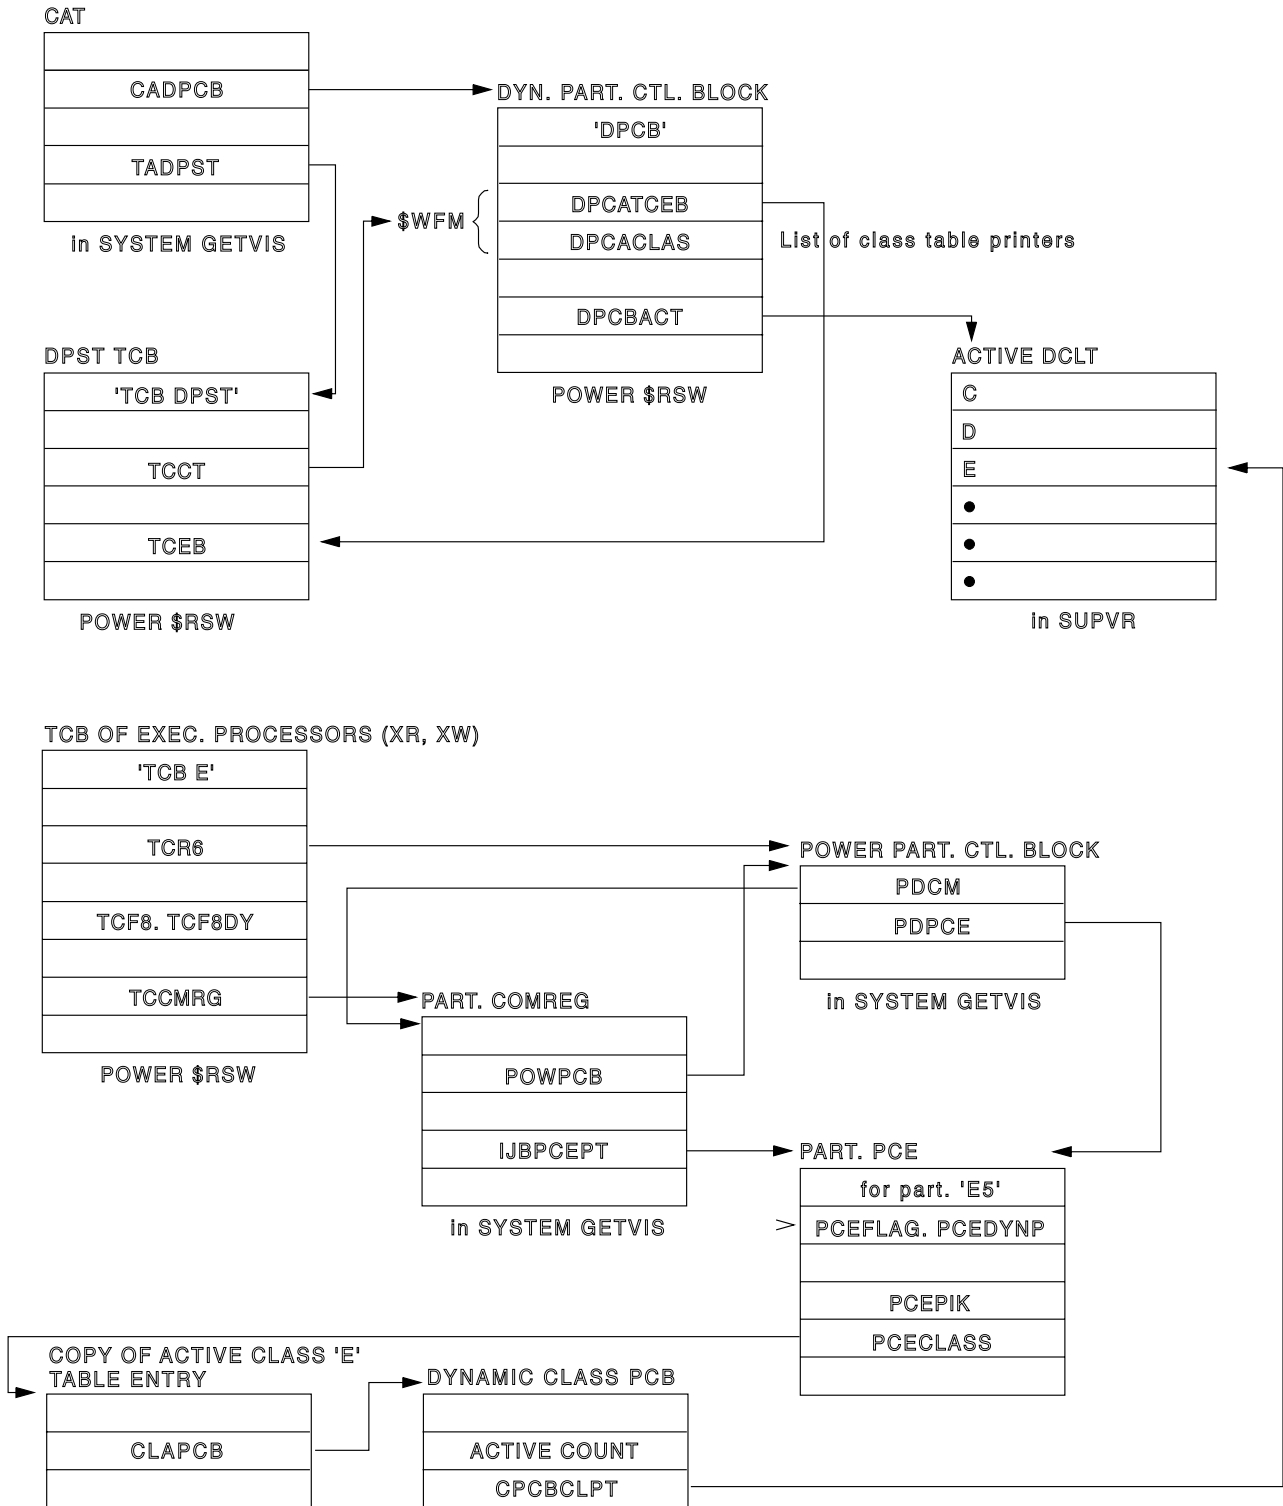 CAT
CADPCB
TADPST
in SYSTEM GETVIS
DYN. PART. CTL. BLOCK
'DPCB'
$WFM
DPCATCEB
DPCACLAS
List of class table printers
DPCBACT
POWER $RSW
DPST TCB
'TCB DPST'
TCCT
TCEB
POWER $RSW
ACTIVE DCLT
C
D
E
●
●
●
in SUPVR
TCB OF EXEC. PROCESSORS (XR, XW)
'TCB E'
TCR6
TCF8. TCF8DY
TCCMRG
POWER $RSW
POWER PART. CTL. BLOCK
PDCM
PDPCE
in SYSTEM GETVIS
PART. COMREG
POWPCB
IJBPCEPT
in SYSTEM GETVIS
PART. PCE
for part. 'E5'
> PCEFLAG. PCEDYNP
PCEPIK
PCECLASS
COPY OF ACTIVE CLASS 'E'
TABLE ENTRY
CLAPCB
DYNAMIC CLASS PCB
ACTIVE COUNT
CPCBCLPT